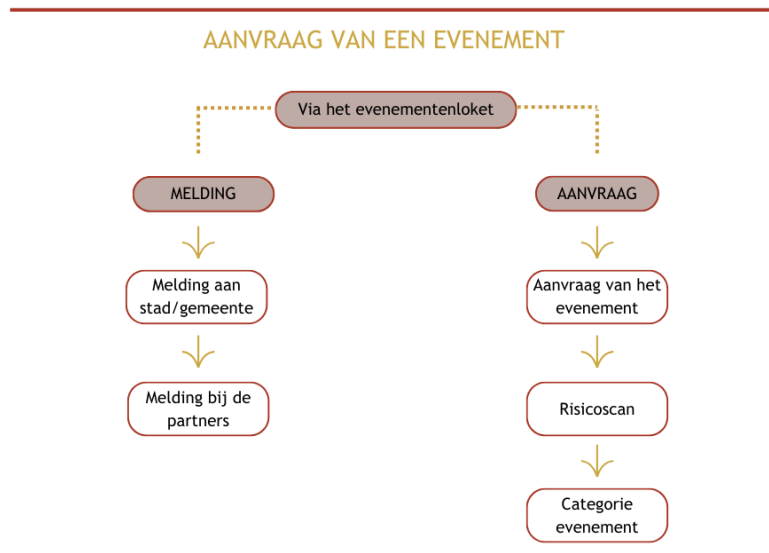 AANVRAAG VAN EEN EVENEMENT
Via het evenementenloket
MELDING
Melding aan
stad/gemeente
Melding bij de
partners
AANVRAAG
Aanvraag van het
evenement
Risicoscan
Categorie
evenement